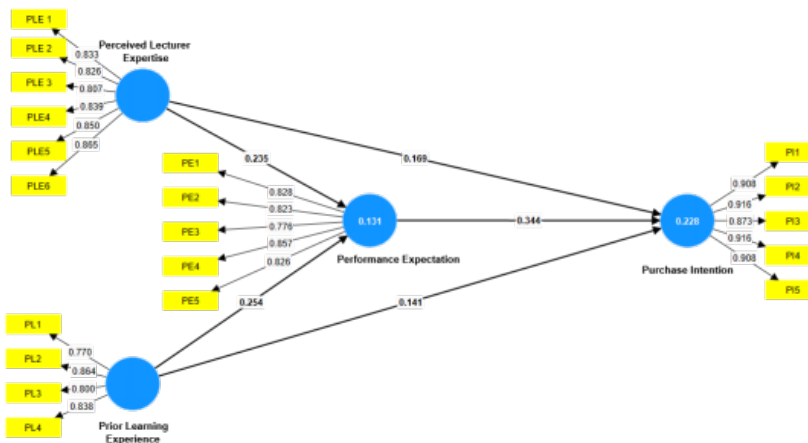 PLE 1
PLE 2
PLE 3
PLE4
PLE5
PLE6
0.833
0.826
0.807
0.839
0.850
0.865
Perceived Lecturer
Expertise
0.235
0.169
PE1
PE2
PE3
PE4
PE5
0.828
0.823
0.776
0.857
0.826
0.131
Performance Expectation
0.344
0.228
Purchase Intention
PI1
PI2
PI3
PI4
PI5
0.908
0.916
0.873
0.916
0.908
0.254
0.141
PL1
PL2
PL3
PL4
0.770
0.864
0.800
0.838
Prior Learning
Experience